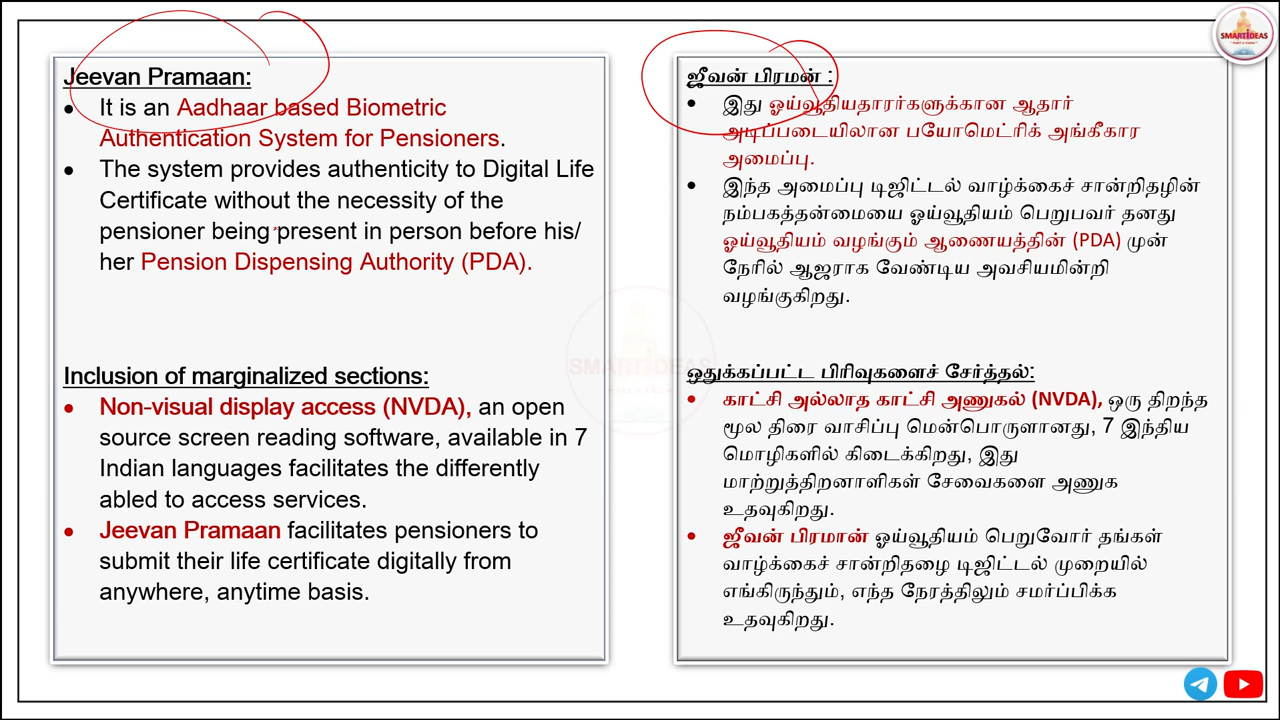 SMARTIDEAS
Jeevan Pramaan:
• It is an Aadhaar based Biometric
Authentication System for Pensioners.
• The system provides authenticity to Digital Life
Certificate without the necessity of the
pensioner being present in person before his/
her Pension Dispensing Authority (PDA).
Inclusion of marginalized sections:
• Non-visual display access (NVDA), an open
source screen reading software, available in 7
Indian languages facilitates the differently
abled to access services.
• Jeevan Pramaan facilitates pensioners to
submit their life certificate digitally from
anywhere, anytime basis.
ஜீவன் பிரமன் :
• இது ஓய்வூதியதாரர்களுக்கான ஆதார்
அடிப்படையிலான பயோமெட்ரிக் அங்கீகார
அமைப்பு.
• இந்த அமைப்பு டிஜிட்டல் வாழ்க்கைச் சான்றிதழின்
நம்பகத்தன்மையை ஓய்வூதியம் பெறுபவர் தனது
ஓய்வூதியம் வழங்கும் ஆணையத்தின் (PDA) முன்
நேரில் ஆஜராக வேண்டிய அவசியமின்றி
வழங்குகிறது.
ஒதுக்கப்பட்ட பிரிவுகளைச் சேர்த்தல்:
• காட்சி அல்லாத காட்சி அணுகல் (NVDA), ஒரு திறந்த
மூல திரை வாசிப்பு மென்பொருளானது, 7 இந்திய
மொழிகளில் கிடைக்கிறது, இது
மாற்றுத்திறனாளிகள் சேவைகளை அணுக
உதவுகிறது.
• ஜீவன் பிரமான் ஓய்வூதியம் பெறுவோர் தங்கள்
வாழ்க்கைச் சான்றிதழை டிஜிட்டல் முறையில்
எங்கிருந்தும், எந்த நேரத்திலும் சமர்ப்பிக்க
உதவுகிறது.
SMARTIDEAS